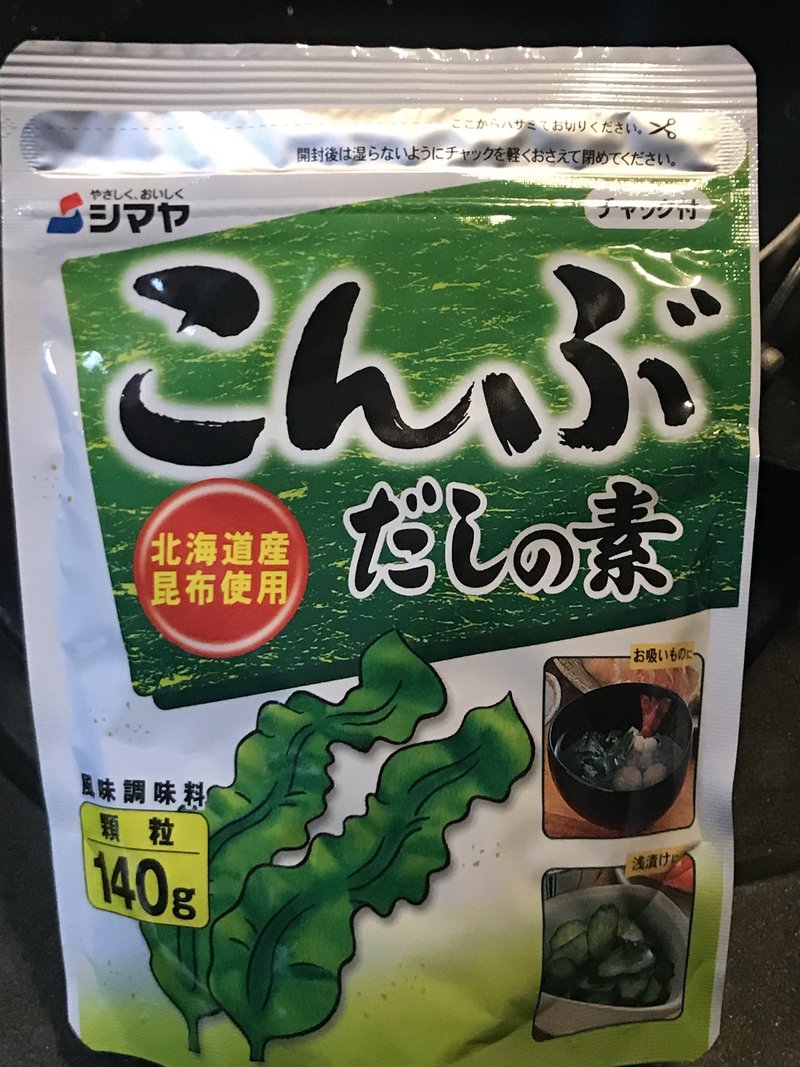 ここからハサミでお切りください。
開封後は湿らないようにチャックを軽くおさえて閉めてください。
やさしく、おいしく
シマヤ
チャック付
こんぶ
だしの素
北海道産
昆布使用
お吸いものに
風味調味料
顆粒
140g
浅漬けに